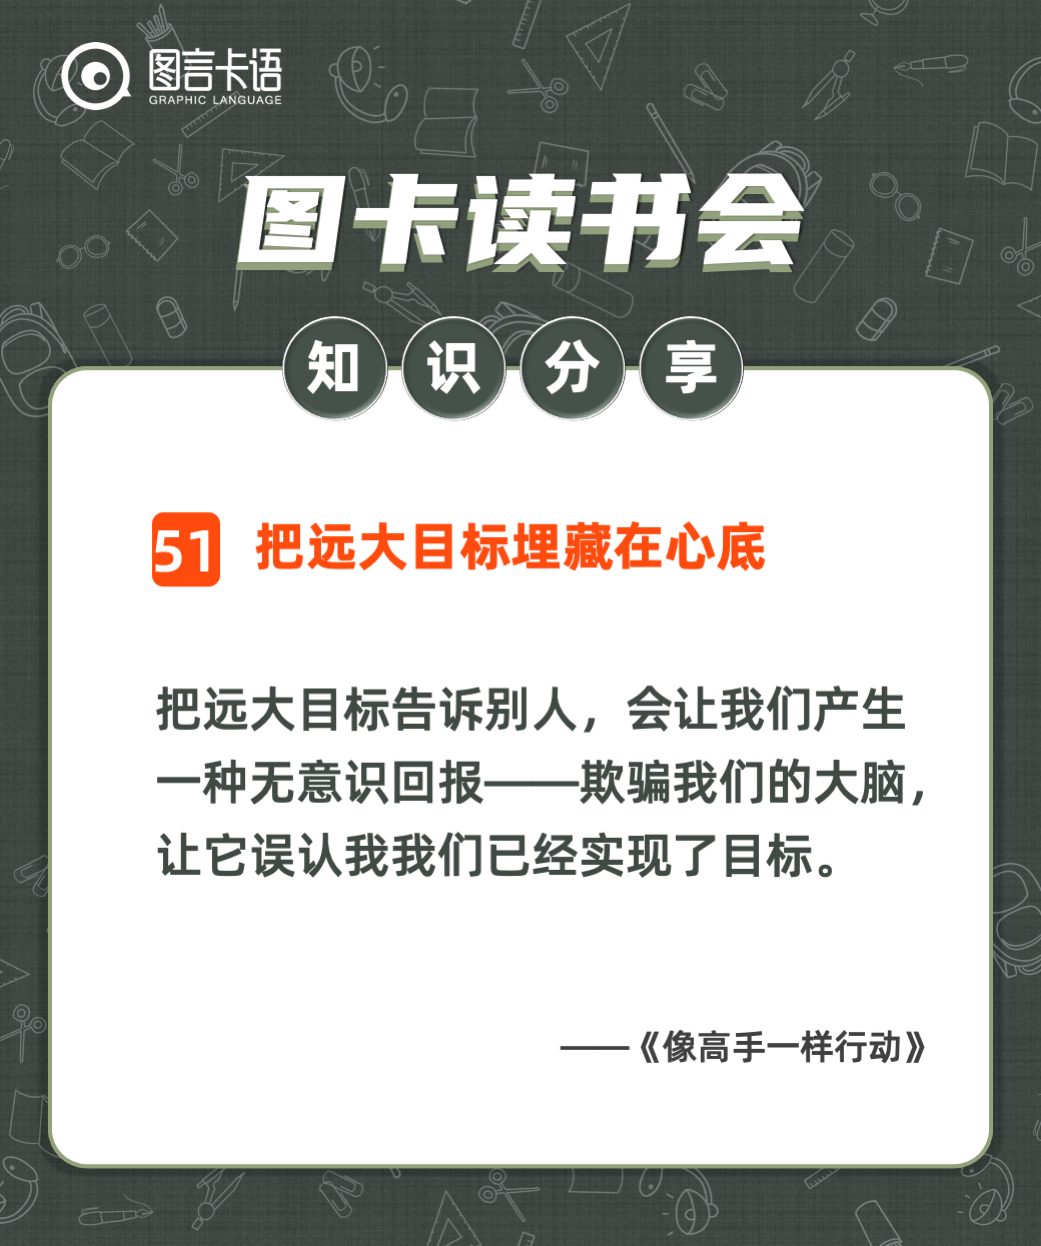 图言卡语
GRAPHIC LANGUAGE
图卡读书会
知识分享
51 把远大目标埋藏在心底
把远大目标告诉别人，会让我们产生
一种无意识回报——欺骗我们的大脑，
让它误认我我们已经实现了目标。
——《像高手一样行动》